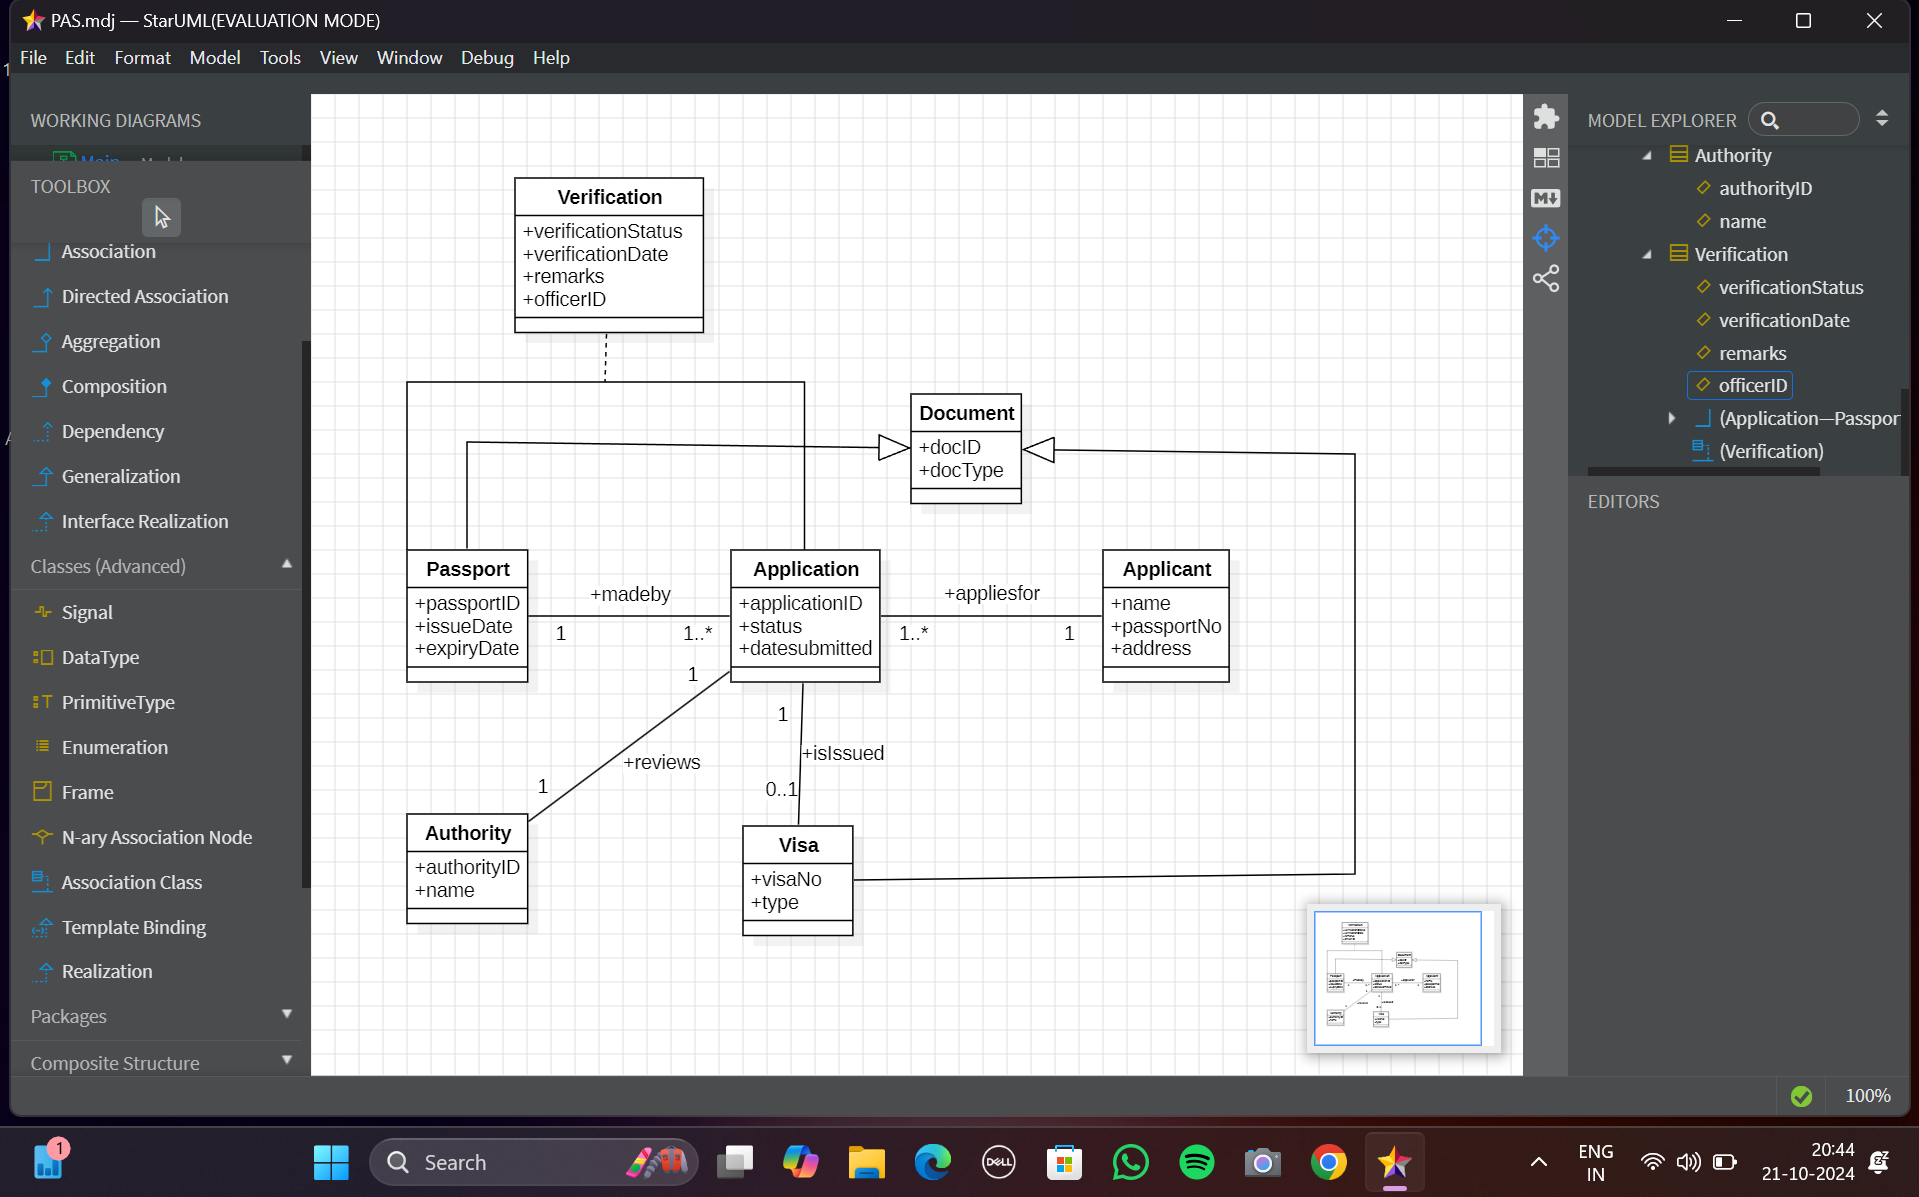 PAS.mdj — StarUML(EVALUATION MODE)
File Edit Format Model Tools View Window Debug Help
WORKING DIAGRAMS
TOOLBOX
Association
Directed Association
Aggregation
Composition
Dependency
Generalization
Interface Realization
Classes (Advanced)
Signal
DataType
PrimitiveType
Enumeration
Frame
N-ary Association Node
Association Class
Template Binding
Realization
Packages
Composite Structure
Verification
+verificationStatus
+verificationDate
+remarks
+officerID
Document
+docID
+docType
Passport
+passportID
+issueDate
+expiryDate
+madeby
1
1..*
Application
+applicationID
+status
+datesubmitted
+appliesfor
1..*
1
Applicant
+name
+passportNo
+address
1
+reviews
1
1
+isIssued
0..1
Authority
+authorityID
+name
Visa
+visaNo
+type
MODEL EXPLORER
Authority
authorityID
name
Verification
verificationStatus
verificationDate
remarks
officerID
(Application—Passpor
(Verification)
EDITORS
100%
1
Search
DELL
ENG
IN
20:44
21-10-2024